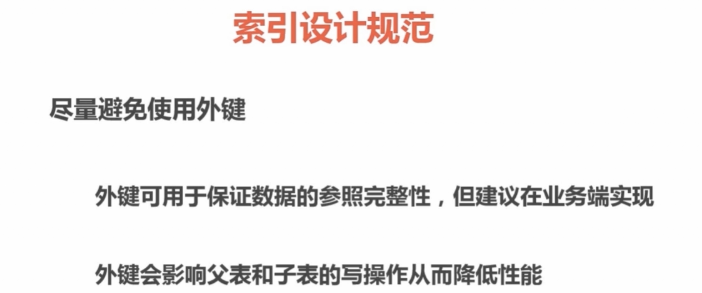 索引设计规范
尽量避免使用外键
外键可用于保证数据的参照完整性，但建议在业务端实现
外键会影响父表和子表的写操作从而降低性能